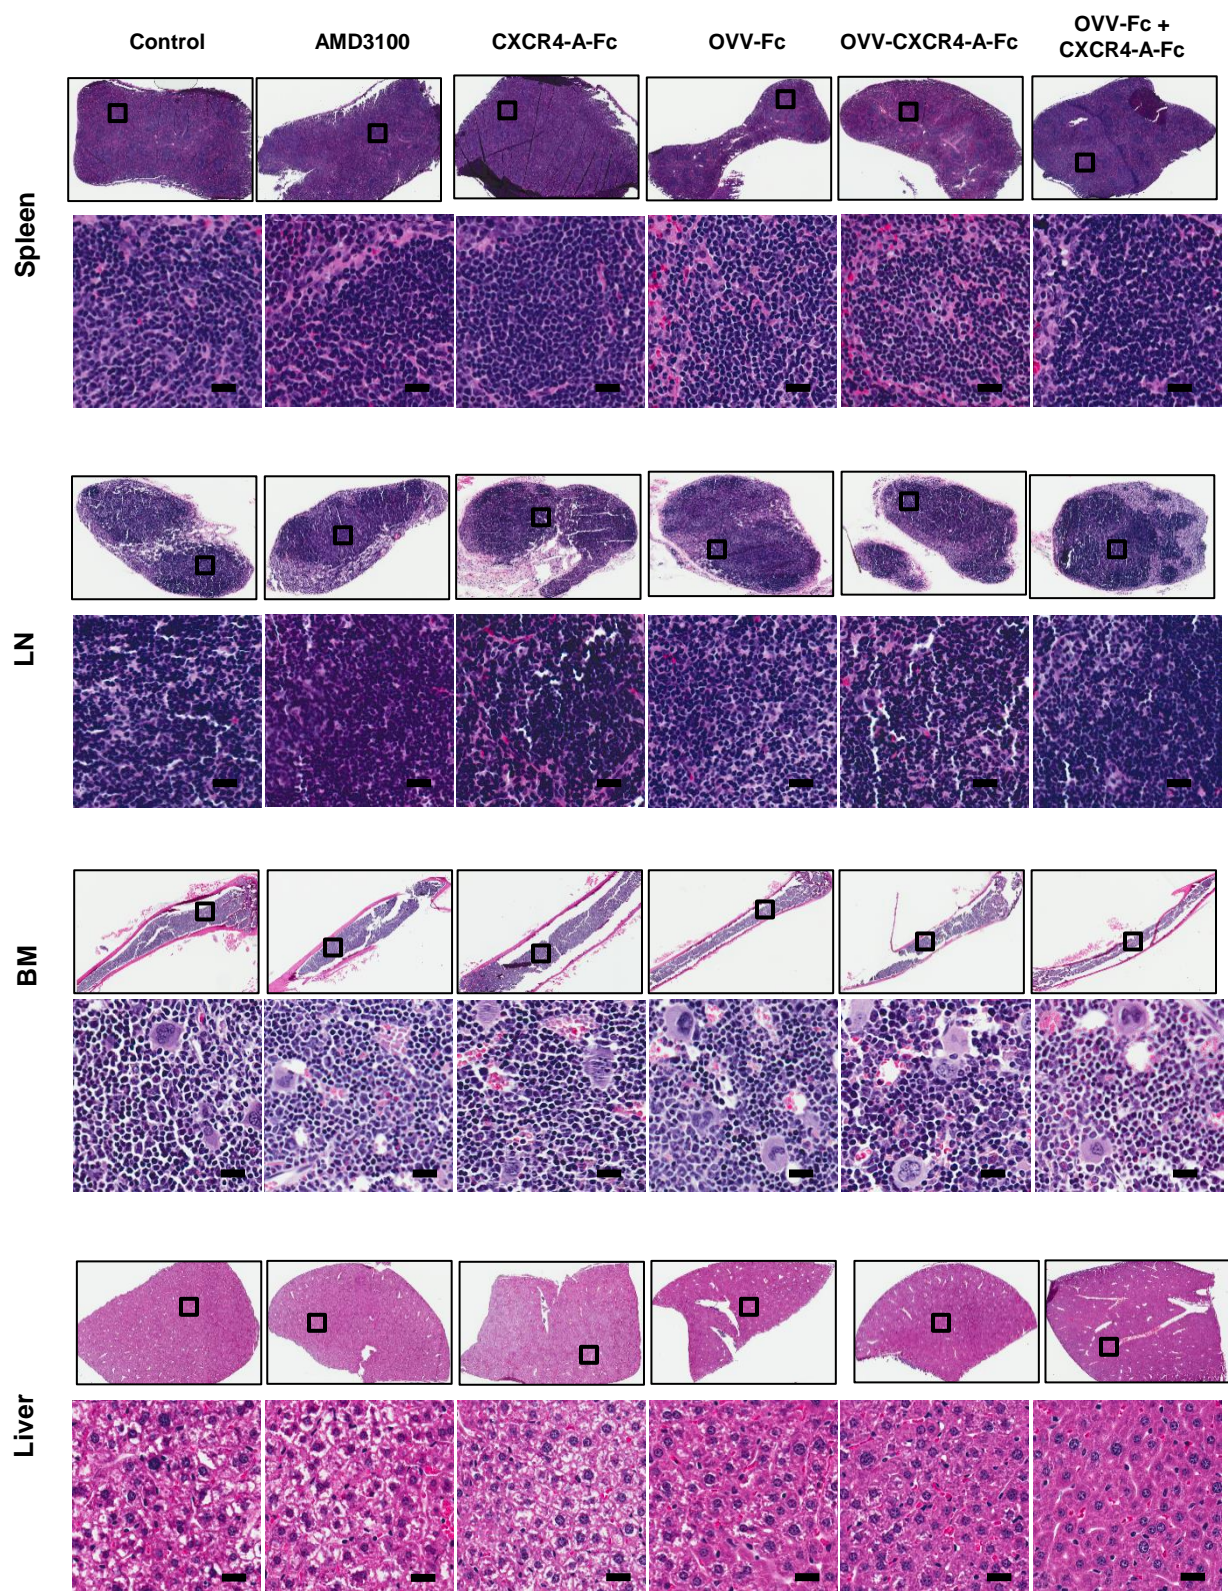 Control
AMD3100
CXCR4-A-Fc
OVV-Fc
OVV-CXCR4-A-Fc
OVV-Fc +
CXCR4-A-Fc
Spleen
LN
BM
Liver